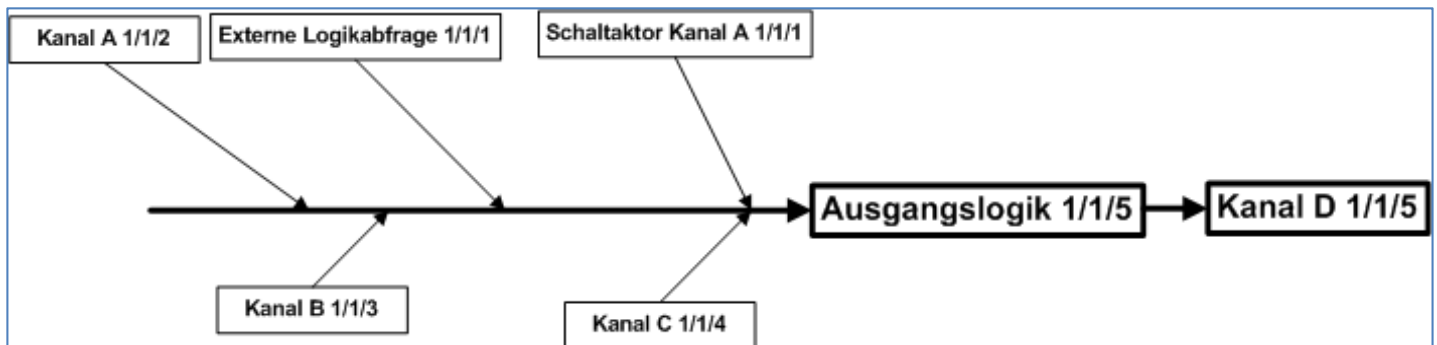 Kanal A 1/1/2
Externe Logikabfrage 1/1/1
Schaltaktor Kanal A 1/1/1
Ausgangslogik 1/1/5
Kanal D 1/1/5
Kanal B 1/1/3
Kanal C 1/1/4